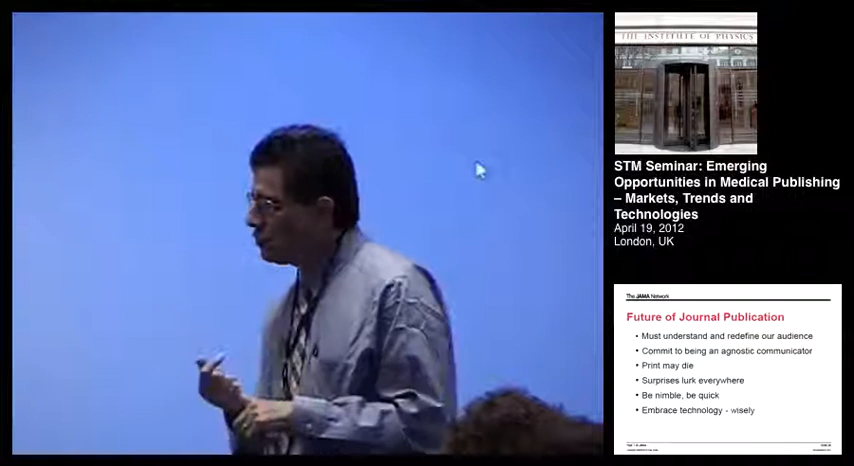 THE INSTITUTE OF PHYSICS
STM Seminar: Emerging
Opportunities in Medical Publishing
– Markets, Trends and
Technologies
April 19, 2012
London, UK
The JAMA Network
Future of Journal Publication
• Must understand and redefine our audience
• Commit to being an agnostic communicator
• Print may die
• Surprises lurk everywhere
• Be nimble, be quick
• Embrace technology - wisely